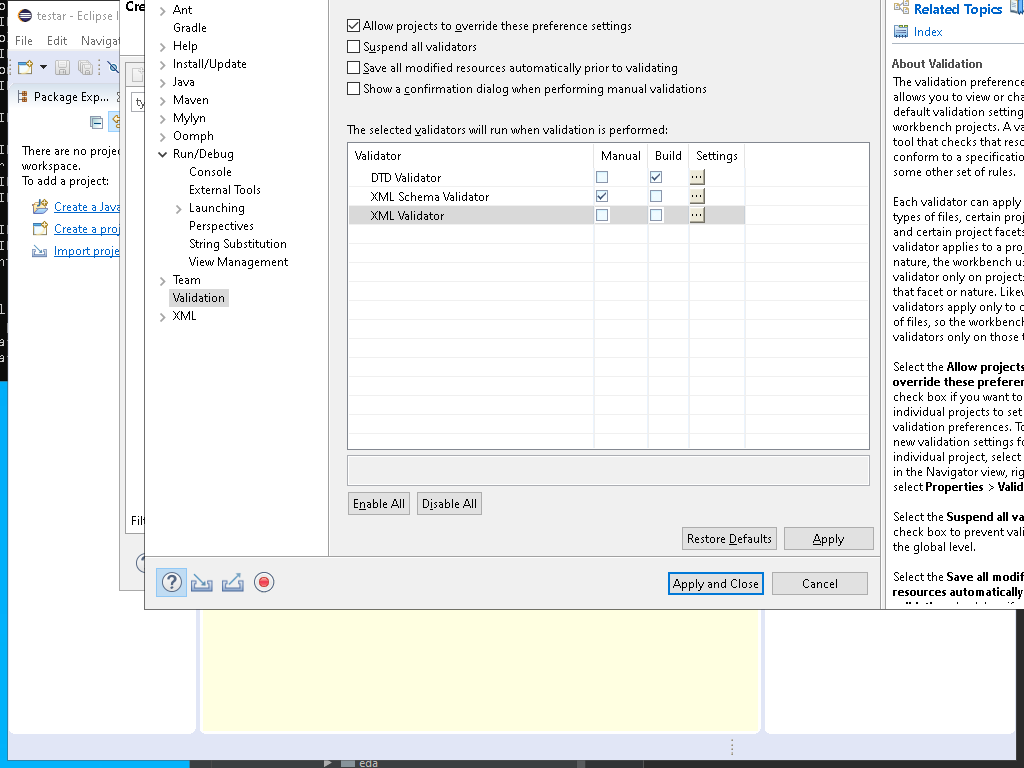 testar - Eclipse I
File Edit Navigat
Package Exp...
There are no proje
workspace.
To add a project:
Create a Java
Create a proj
Import proje
Cre
ty
Filt
Ant
Gradle
Help
Install/Update
Java
Maven
Mylyn
Oomph
Run/Debug
Console
External Tools
Launching
Perspectives
String Substitution
View Management
Team
Validation
XML
Allow projects to override these preference settings
Suspend all validators
Save all modified resources automatically prior to validating
Show a confirmation dialog when performing manual validations
The selected validators will run when validation is performed:
Validator Manual Build Settings
DTD Validator ...
XML Schema Validator ...
XML Validator ...
Enable All Disable All
Restore Defaults Apply
? Apply and Close Cancel
Related Topics
Index
About Validation
The validation preference
allows you to view or cha
default validation setting
workbench projects. A va
tool that checks that reso
conform to a specificatio
some other set of rules.
Each validator can apply
types of files, certain proj
and certain project facets
validator applies to a proj
nature, the workbench u
validator only on projects
that facet or nature. Likew
validators apply only to c
of files, so the workbench
validators only on those t
Select the Allow projects
override these preferen
check box if you want to
individual projects to set
validation preferences. To
new validation settings fo
individual project, select
in the Navigator view, rig
select Properties > Valid
Select the Suspend all va
check box to prevent vali
the global level.
Select the Save all modif
resources automatically
eda